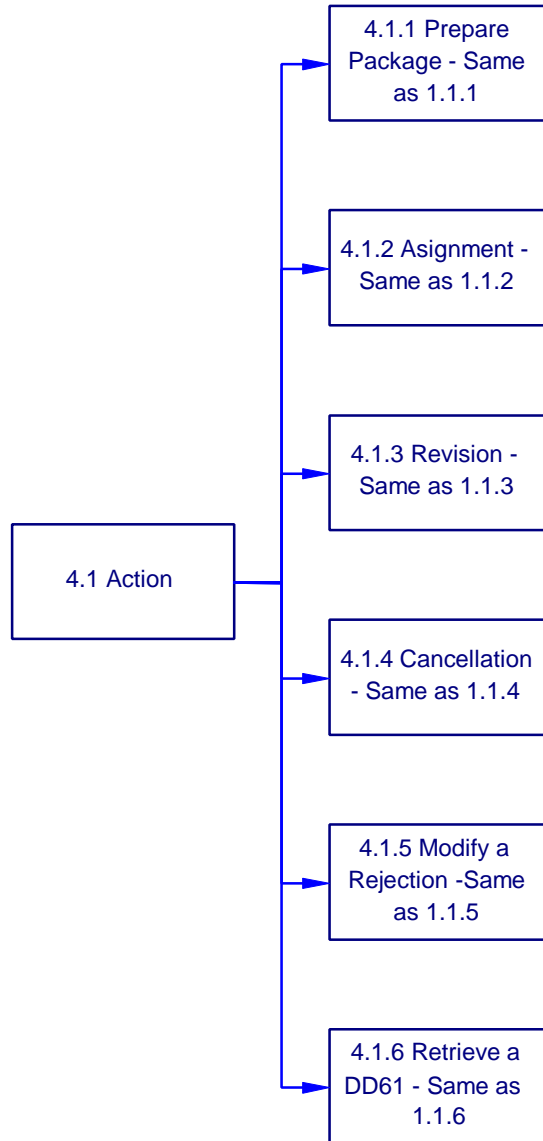 4.1.1 Prepare
Package - Same
as 1.1.1
4.1.2 Asignment -
Same as 1.1.2
4.1.3 Revision -
Same as 1.1.3
4.1 Action
4.1.4 Cancellation
- Same as 1.1.4
4.1.5 Modify a
Rejection -Same
as 1.1.5
4.1.6 Retrieve a
DD61 - Same as
1.1.6